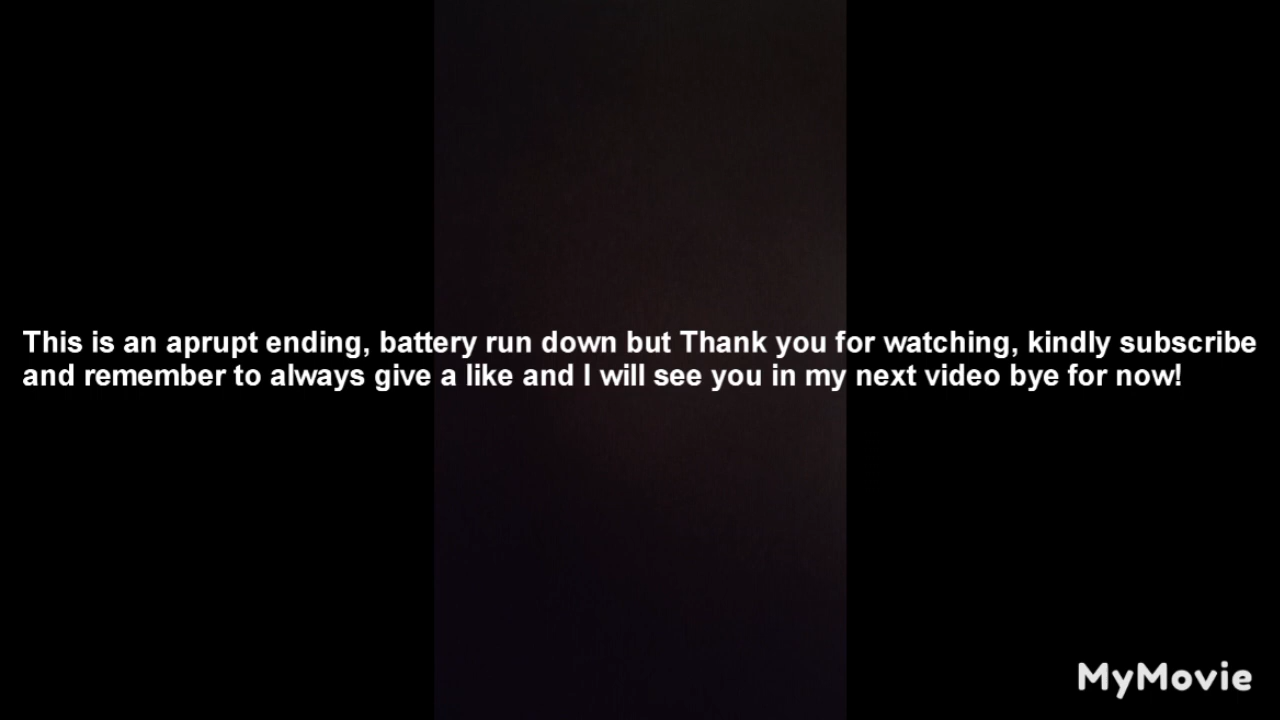 This is an aprupt ending, battery run down but Thank you for watching, kindly subscribe
and remember to always give a like and I will see you in my next video bye for now!
MyMovie